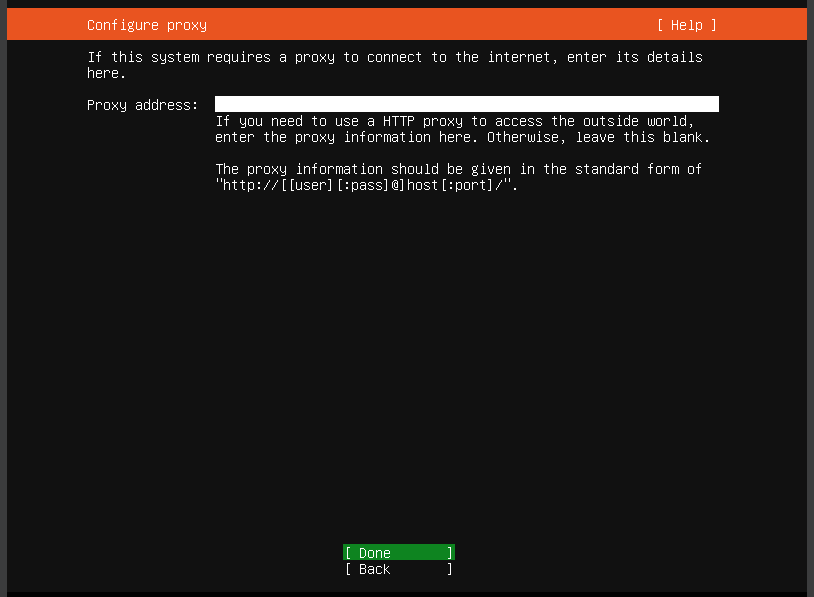 Configure proxy [ Help ]
If this system requires a proxy to connect to the internet, enter its details
here.
Proxy address:
If you need to use a HTTP proxy to access the outside world,
enter the proxy information here. Otherwise, leave this blank.
The proxy information should be given in the standard form of
"http://[[user][:pass]@]host[:port]/".
[ Done ]
[ Back ]